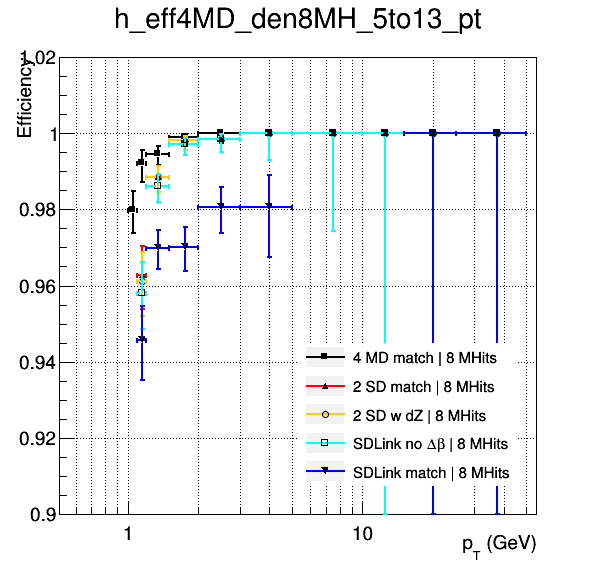 h_eff4MD_den8MH_5to13_pt
Efficiency
1.02
1
0.98
0.96
0.94
0.92
0.9
4 MD match | 8 MHits
2 SD match | 8 MHits
2 SD w dZ | 8 MHits
SDLink no Δβ | 8 MHits
SDLink match | 8 MHits
1
10
p_T (GeV)